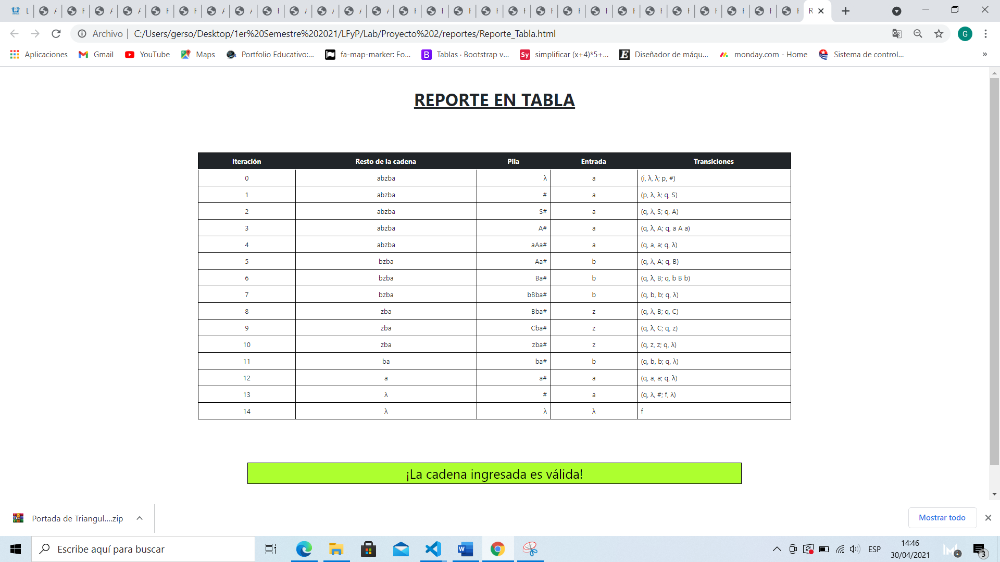 Archivo | C:/Users/gerso/Desktop/1er%20Semestre%202021/LFyP/Lab/Proyecto%202/reportes/Reporte_Tabla.html
G
Aplicaciones Gmail YouTube Maps Portfolio Educativo:... fa-map-marker: Fo... B Tablas · Bootstrap v... Sy simplificar (x+4)*5+... E Diseñador de máqu... monday.com - Home Sistema de control... »
REPORTE EN TABLA
Iteración Resto de la cadena Pila Entrada Transiciones
0 abzba λ a (i, λ, λ; p, #)
1 abzba # a (p, λ, λ; q, S)
2 abzba S# a (q, λ, S; q, A)
3 abzba A# a (q, λ, A; q, a A a)
4 abzba aAa# a (q, a, a; q, λ)
5 bzba Aa# b (q, λ, A; q, B)
6 bzba Ba# b (q, λ, B; q, b B b)
7 bzba bBba# b (q, b, b; q, λ)
8 zba Bba# z (q, λ, B; q, C)
9 zba Cba# z (q, λ, C; q, z)
10 zba zba# z (q, z, z; q, λ)
11 ba ba# b (q, b, b; q, λ)
12 a a# a (q, a, a; q, λ)
13 λ # a (q, λ, #; f, λ)
14 λ λ λ f
¡La cadena ingresada es válida!
Portada de Triangul....zip
Mostrar todo
Escribe aquí para buscar
ESP
14:46
30/04/2021
2
3